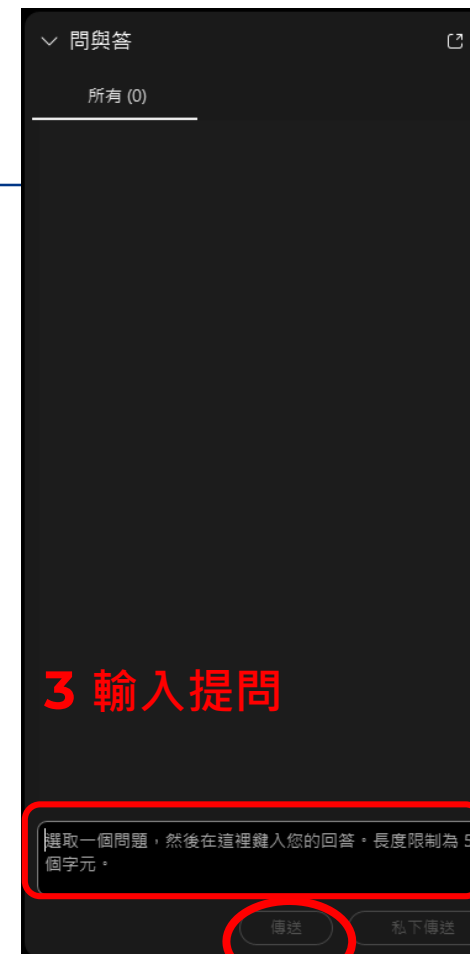 問與答
所有 (0)
3 輸入提問
選取一個問題，然後在這裡鍵入您的回答。長度限制為 5
個字元。
傳送
私下傳送